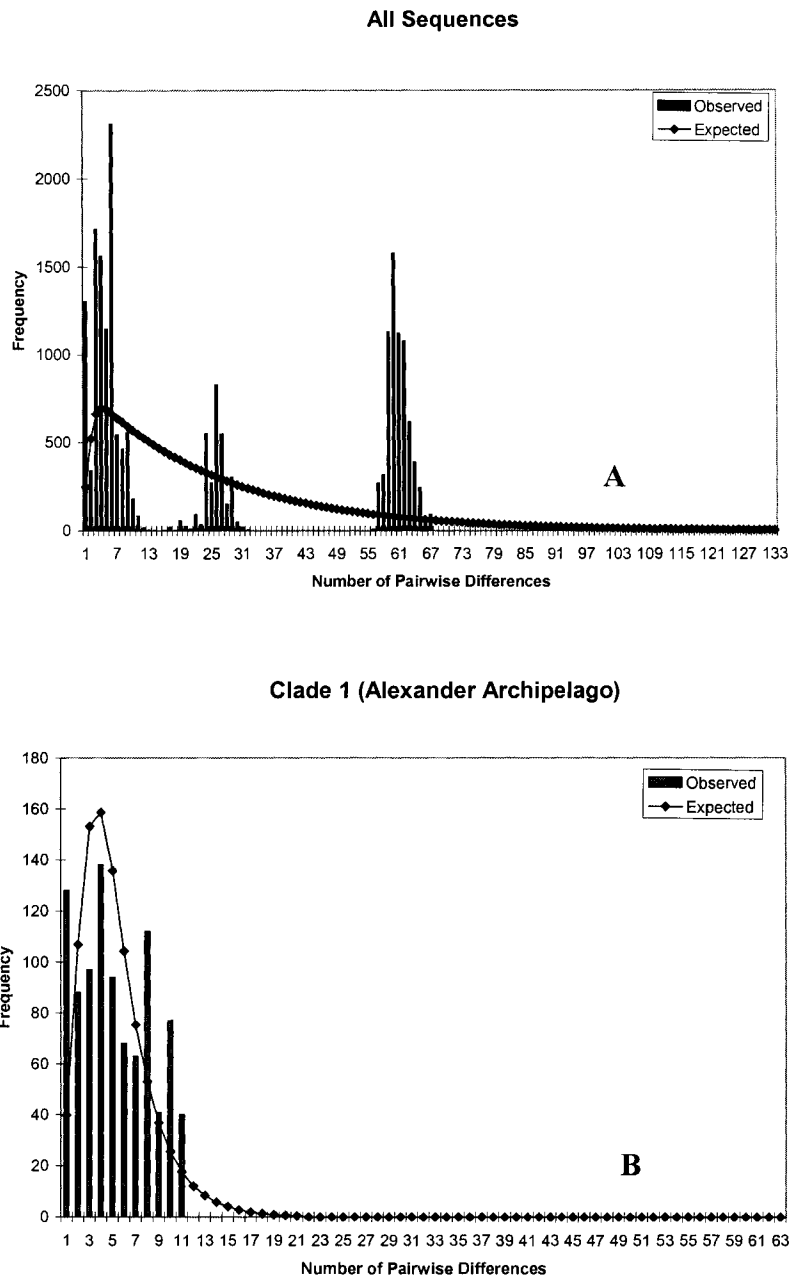 All Sequences
2500
2000
1500
1000
500
0
Frequency
Observed
Expected
A
1 7 13 19 25 31 37 43 49 55 61 67 73 79 85 91 97 103 109 115 121 127 133
Number of Pairwise Differences
Clade 1 (Alexander Archipelago)
180
160
140
120
100
80
60
40
20
0
Frequency
Observed
Expected
B
1 3 5 7 9 11 13 15 17 19 21 23 25 27 29 31 33 35 37 39 41 43 45 47 49 51 53 55 57 59 61 63
Number of Pairwise Differences